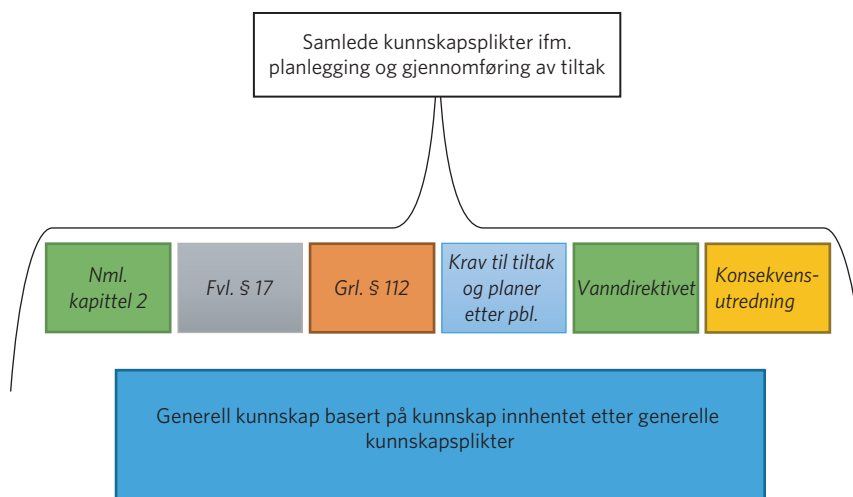 Samlede kunnskapsplikter ifm.
planlegging og gjennomføring av tiltak
Nml.
kapittel 2
Fvl. § 17
Grl. § 112
Krav til tiltak
og planer
etter pbl.
Vanndirektivet
Konsekvens-
utredning
Generell kunnskap basert på kunnskap innhentet etter generelle
kunnskapsplikter